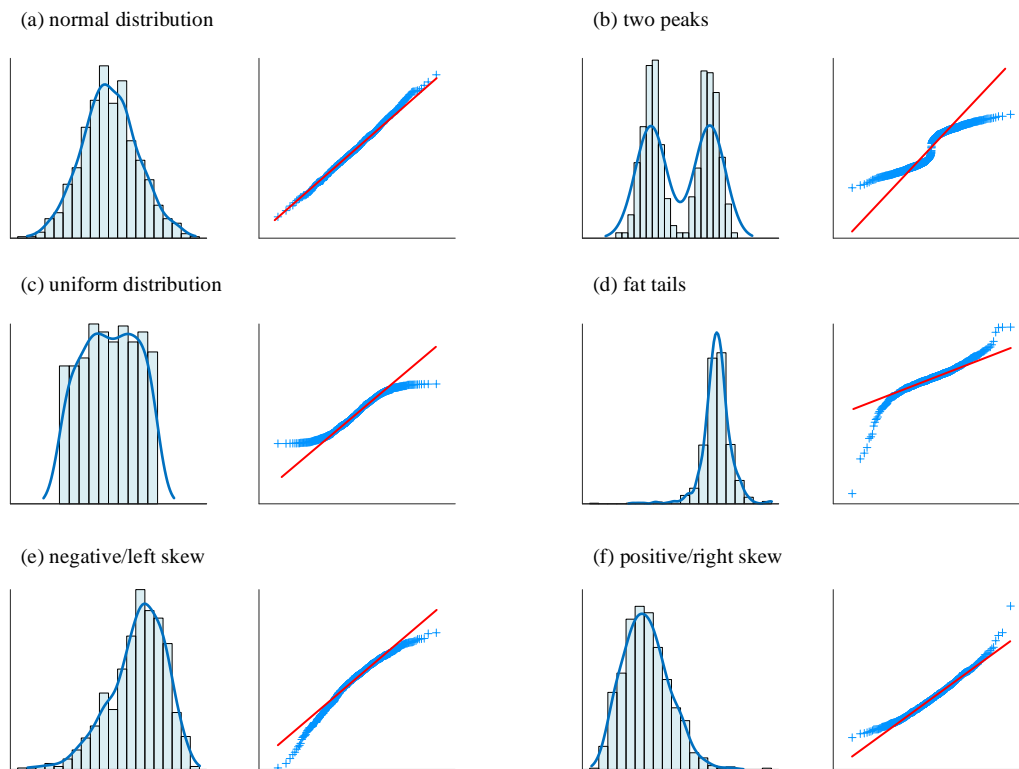 (a) normal distribution
(b) two peaks
(c) uniform distribution
(d) fat tails
(e) negative/left skew
(f) positive/right skew